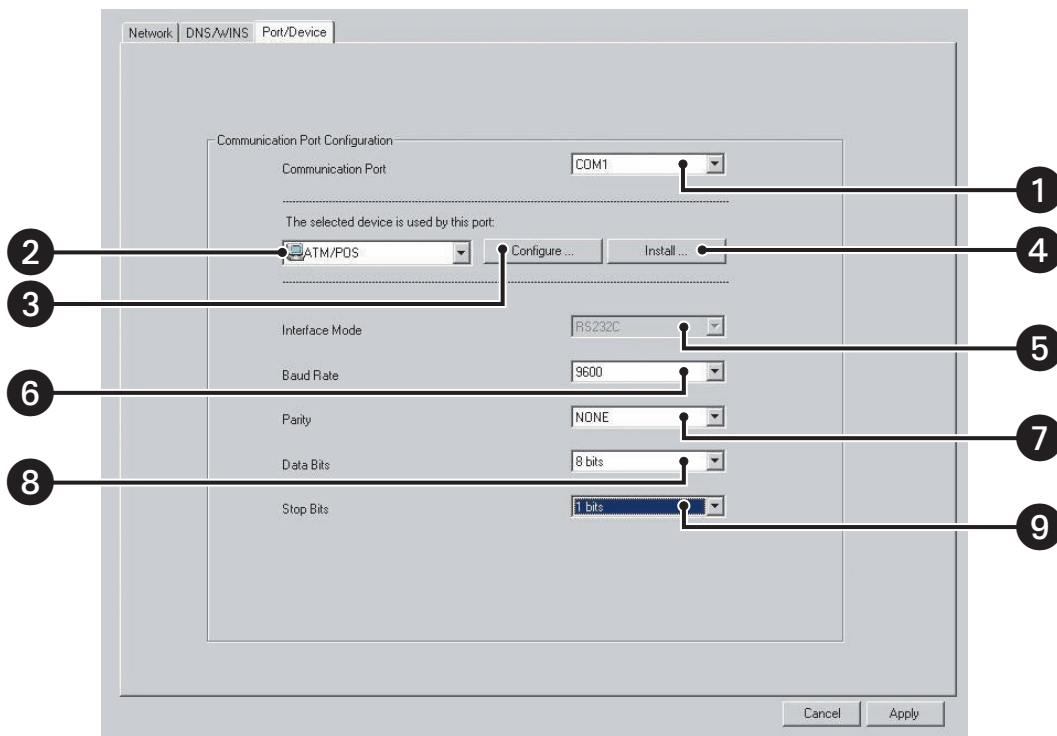 Network DNS/WINS Port/Device
Communication Port Configuration
Communication Port COM1
1
The selected device is used by this port:
2 ATM/POS Configure ... Install ... 4
3
Interface Mode RS232C
5
Baud Rate 9600
6
Parity NONE
7
Data Bits 8 bits
8
Stop Bits 1 bits
9
Cancel Apply